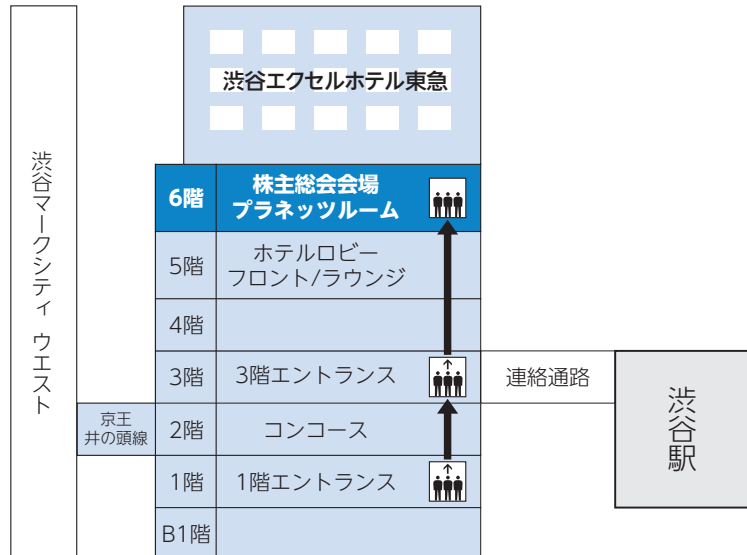 渋谷エクセルホテル東急
渋谷マークシティ ウエスト
6階
株主総会会場
プラネッツルーム
5階
ホテルロビー
フロント/ラウンジ
4階
3階
3階エントランス
連絡通路
渋谷駅
京王
井の頭線
2階
コンコース
1階
1階エントランス
B1階